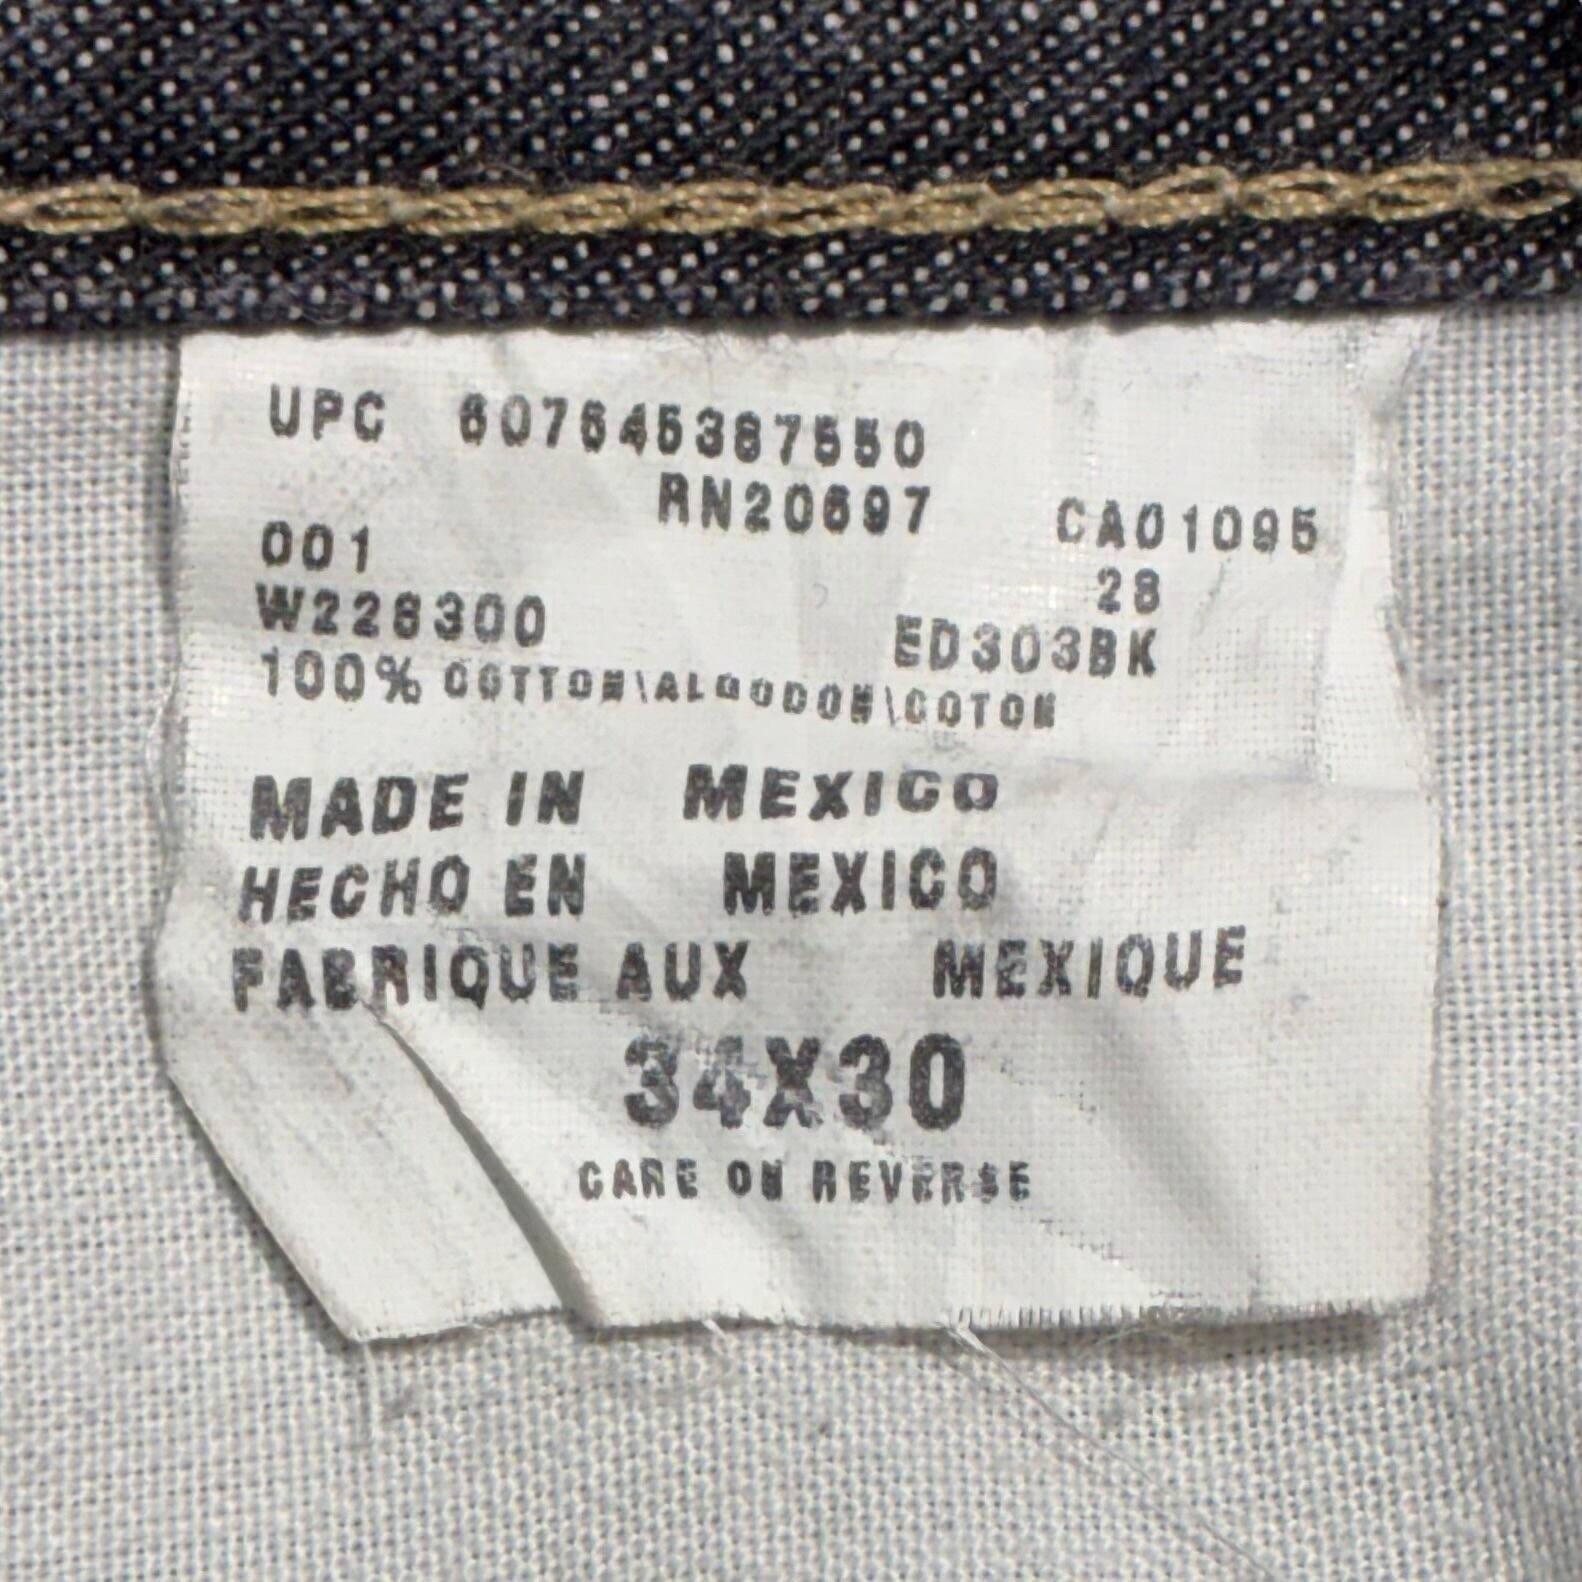 UPC 607645387550
RN20697 CA01095
001 28
W228300 ED303BK
100% COTTON\ALGODON\COTON
MADE IN MEXICO
HECHO EN MEXICO
FABRIQUE AUX MEXIQUE
34X30
CARE ON REVERSE